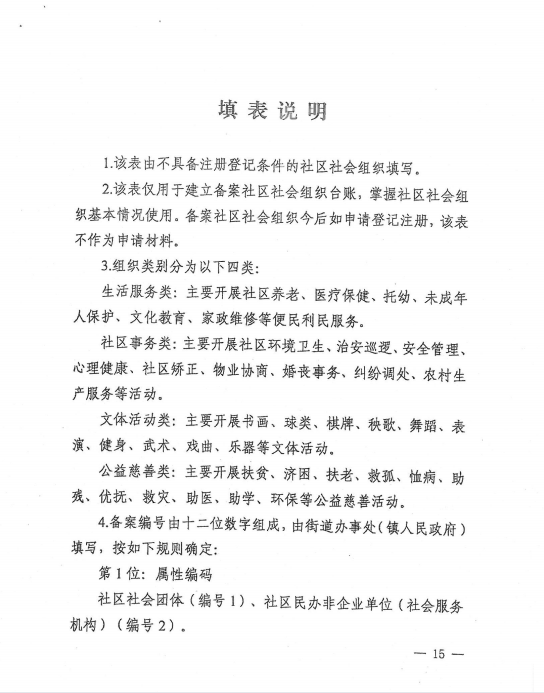 填表说明
1.该表由不具备注册登记条件的社区社会组织填写。
2.该表仅用于建立备案社区社会组织台账，掌握社区社会组
织基本情况使用。备案社区社会组织今后如申请登记注册，该表
不作为申请材料。
3.组织类别分为以下四类：
生活服务类：主要开展社区养老、医疗保健、托幼、未成年
人保护、文化教育、家政维修等便民利民服务。
社区事务类：主要开展社区环境卫生、治安巡逻、安全管理、
心理健康、社区矫正、物业协商、婚丧事务、纠纷调处、农村生
产服务等活动。
文体活动类：主要开展书画、球类、棋牌、秧歌、舞蹈、表
演、健身、武术、戏曲、乐器等文体活动。
公益慈善类：主要开展扶贫、济困、扶老、救孤、恤病、助
残、优抚、救灾、助医、助学、环保等公益慈善活动。
4.备案编号由十二位数字组成，由街道办事处（镇人民政府）
填写，按如下规则确定：
第1位：属性编码
社区社会团体（编号1）、社区民办非企业单位（社会服务
机构）（编号2）。
— 15 —